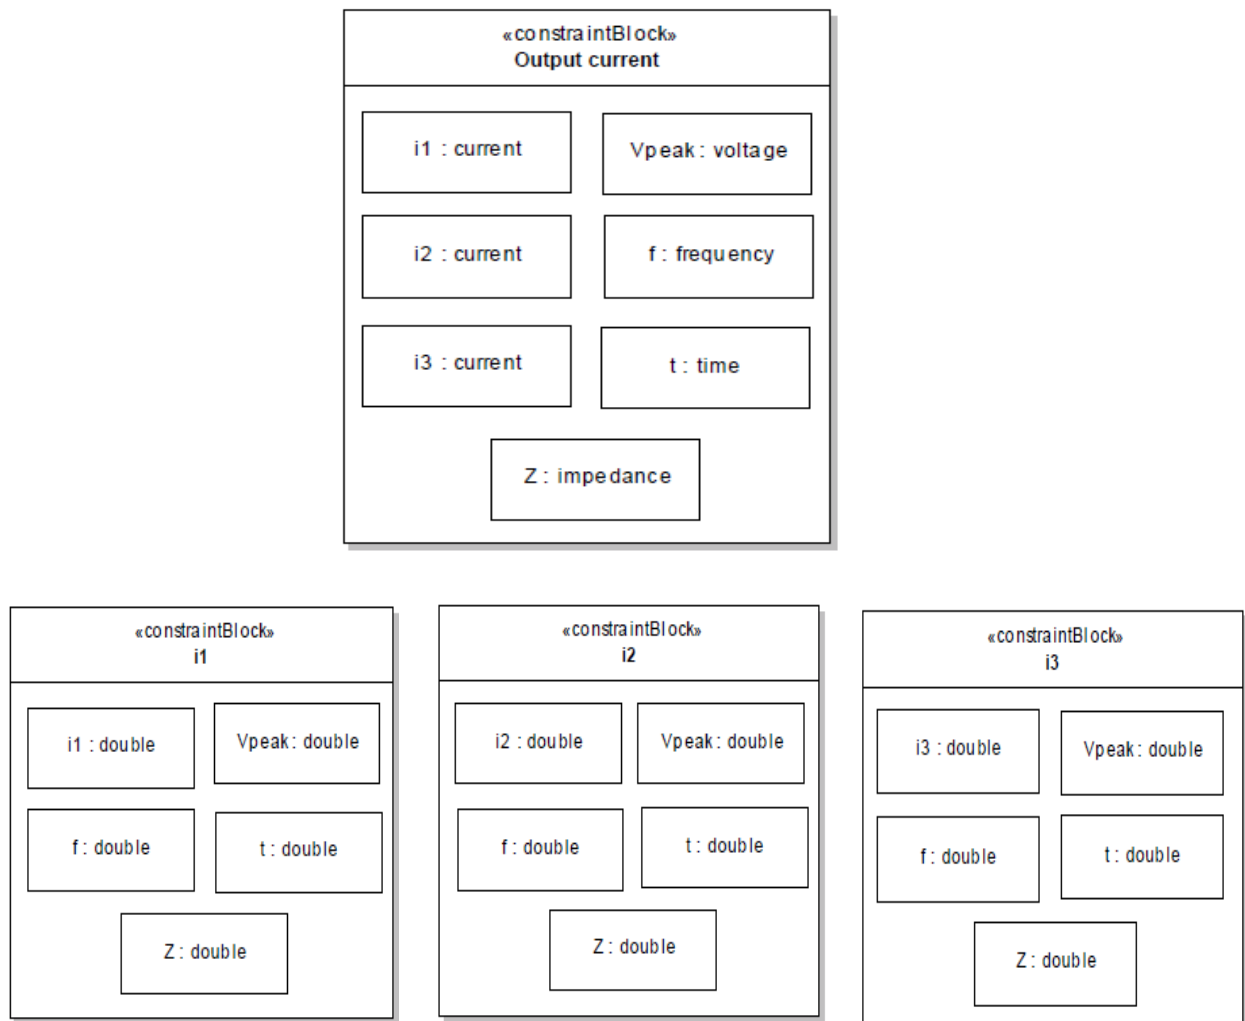 «constraintBlock»
Output current
i1 : current
Vpeak : voltage
i2 : current
f : frequency
i3 : current
t : time
Z : impedance
«constraintBlock»
i1
i1 : double
Vpeak : double
f : double
t : double
Z : double
«constraintBlock»
i2
i2 : double
Vpeak : double
f : double
t : double
Z : double
«constraintBlock»
i3
i3 : double
Vpeak : double
f : double
t : double
Z : double